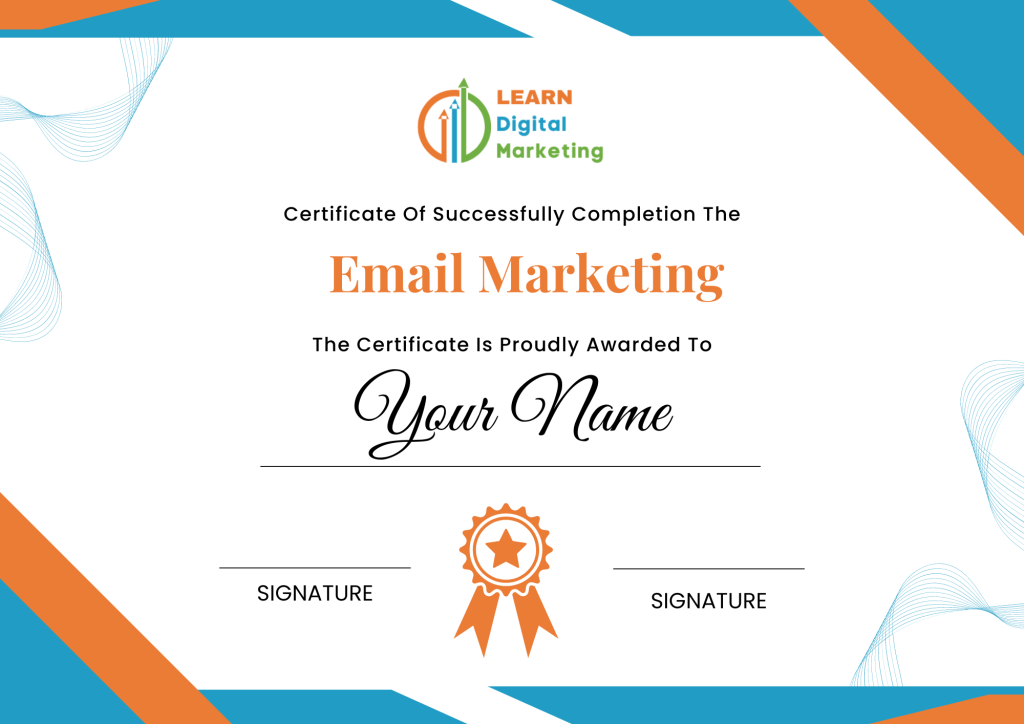 LEARN
Digital
Marketing
Certificate Of Successfully Completion The
Email Marketing
The Certificate Is Proudly Awarded To
Your Name
SIGNATURE
SIGNATURE